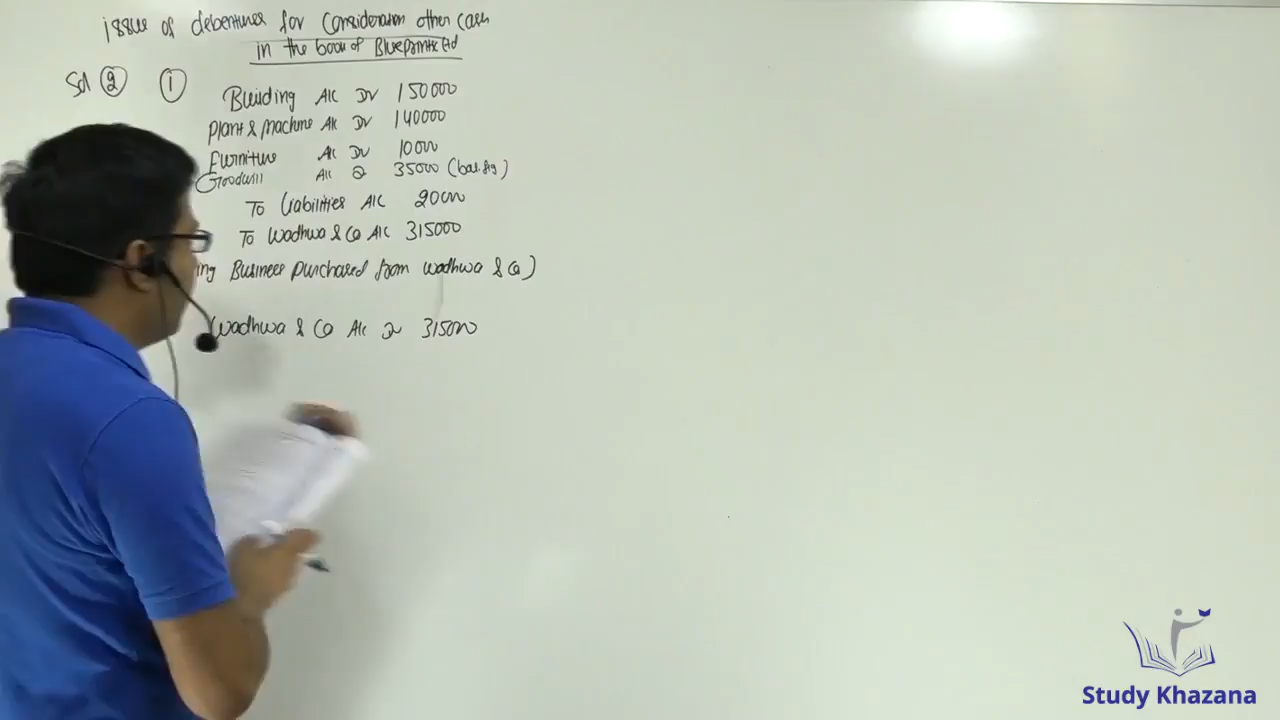 issue of debentures for Consideration other Cash
in the book of Blueprints Ltd
Sol ② ①
Building A/c Dr 150000
Plant & Machine A/c Dr 140000
Furniture A/c Dr 10000
Goodwill A/c Dr 35000 (bal. fig)
To Liabilities A/c 20000
To Wadhwa & Co A/c 315000
ing Business purchased from Wadhwa & Co)
Wadhwa & Co A/c Dr 315000
Study Khazana